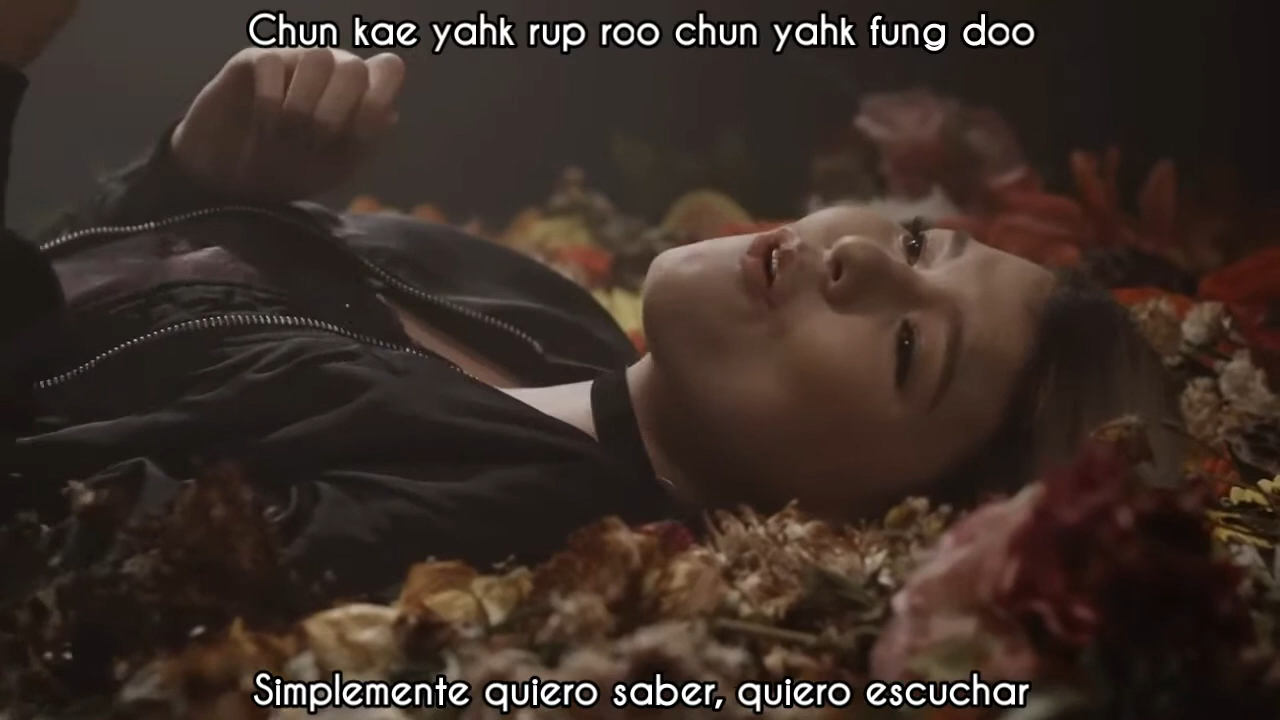 Chun kae yahk rup roo chun yahk fung doo
Simplemente quiero saber, quiero escuchar